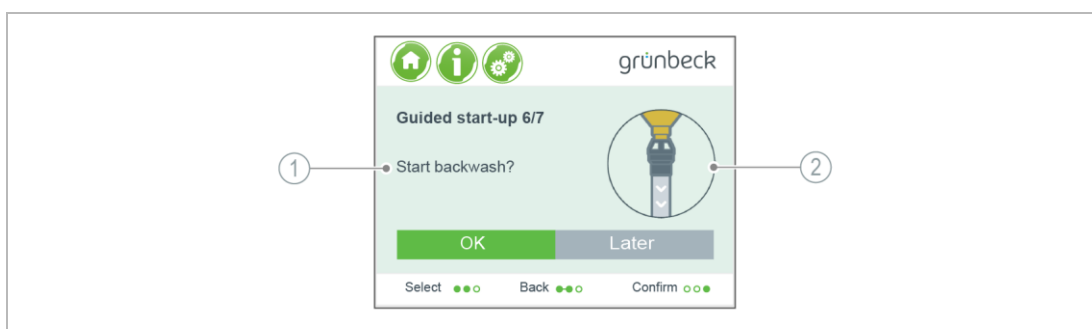 grünbeck
Guided start-up 6/7
1 Start backwash? 2
OK Later
Select Back Confirm